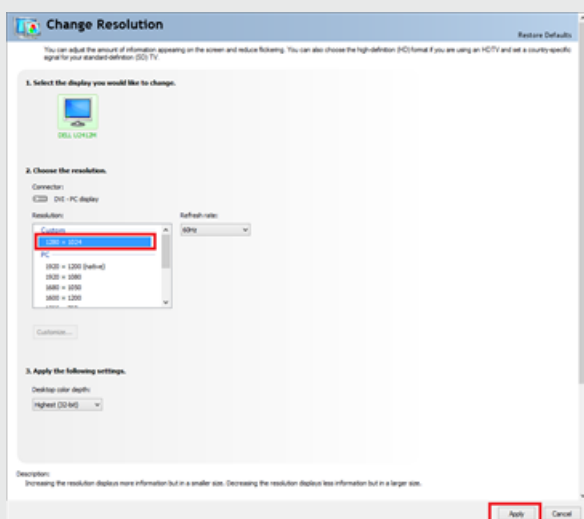 Change Resolution
Restore Defaults
You can adjust the amount of information appearing on the screen and reduce flickering. You can also choose the high-definition (HD) format if you are using an HDTV and set a country-specific
signal for your standard-definition (SD) TV.
1. Select the display you would like to change.
DELL U2412M
2. Choose the resolution.
Connector:
DVI - PC display
Resolution:
Refresh rate:
Custom
1280 × 1024
60Hz
PC
1920 × 1200 (native)
1920 × 1080
1680 × 1050
1600 × 1200
Customize...
3. Apply the following settings.
Desktop color depth:
Highest (32-bit)
Description:
Increasing the resolution displays more information but in a smaller size. Decreasing the resolution displays less information but in a larger size.
Apply
Cancel